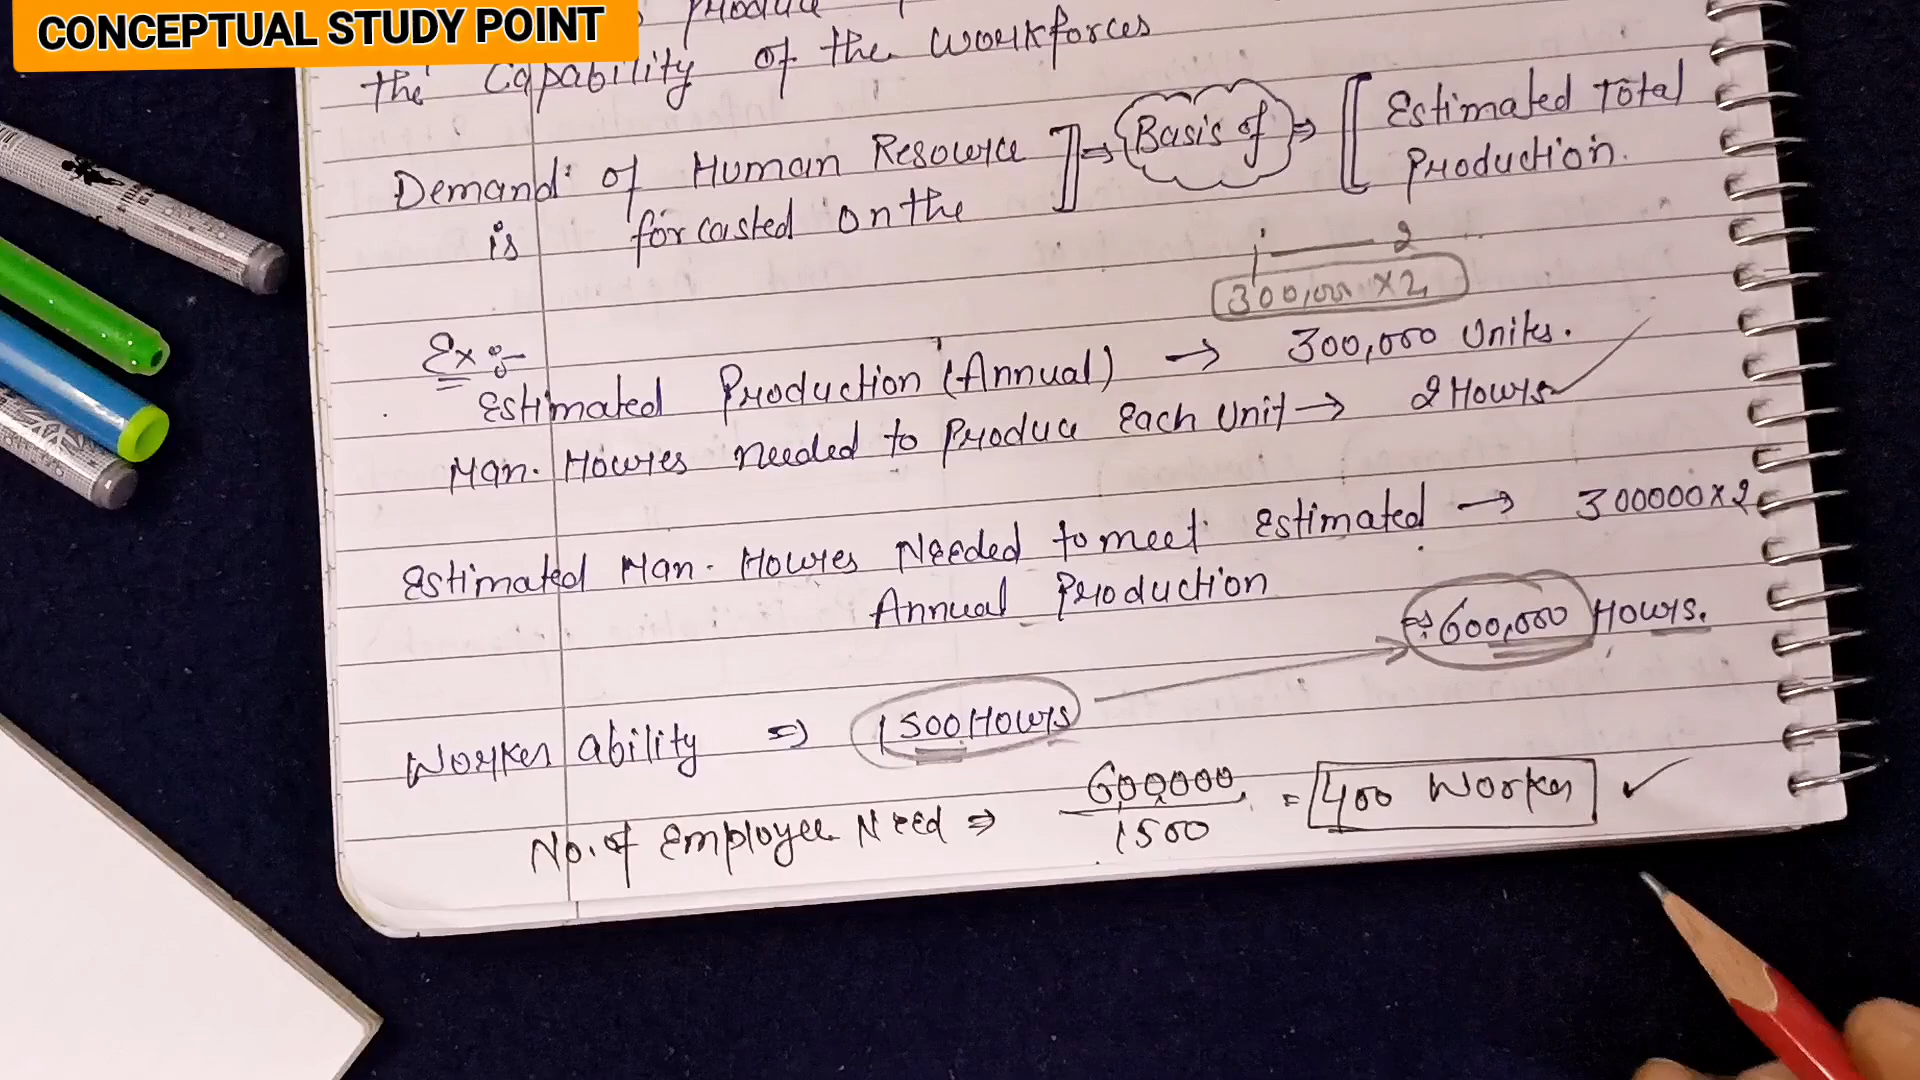 CONCEPTUAL STUDY POINT
produce
the Capability of the workforces
Demand of Human Resource
is forcasted on the
Basis of
Estimated Total
Production.
1 2
300,000 x 2
Ex :-
Estimated Production (Annual) → 300,000 Units.
Man. Houres needed to Produce Each Unit → 2 Hours
Estimated Man. Houres Needed to meet Estimated → 300000 x 2
Annual Production
⇒ 600,000 Hours.
Worker ability ⇒ 1500 Hours
No. of Employee Need ⇒ 600000 / 1500 = 400 Worker ✓